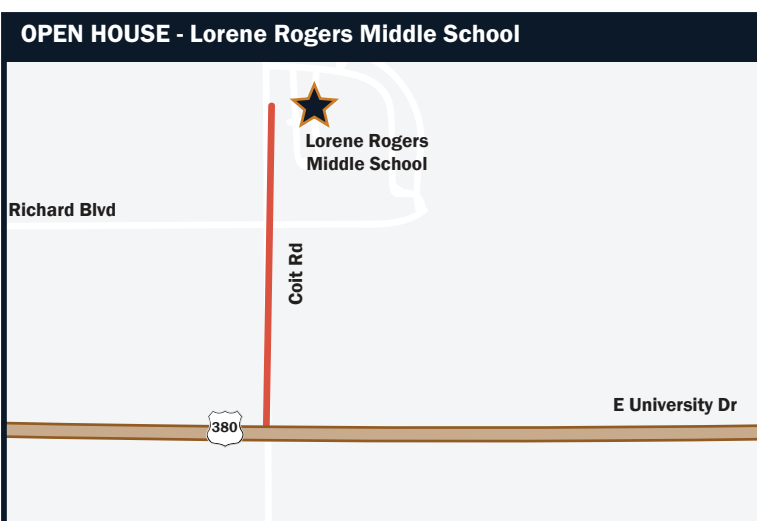 OPEN HOUSE - Lorene Rogers Middle School
Lorene Rogers
Middle School
Richard Blvd
Coit Rd
E University Dr
380